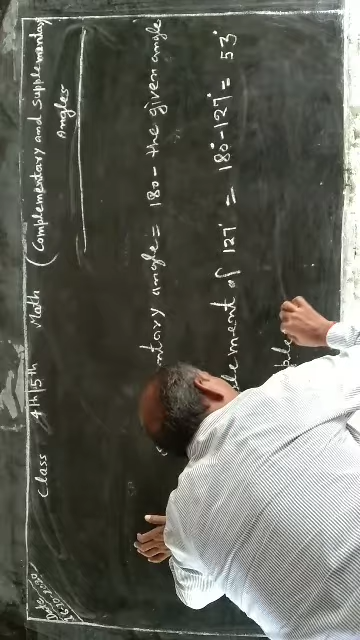 Class 4th/5th Math (Complementary and supplementary
Angles
ntary angle = 180 - the given angle
lement of 127° = 180° - 127° = 53°